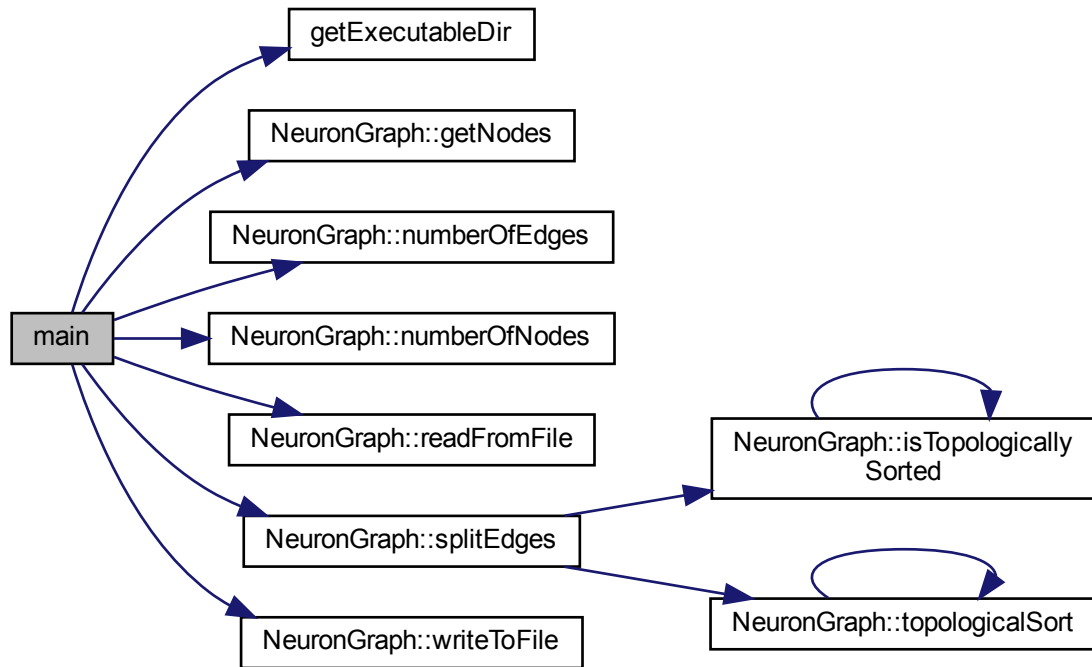 getExecutableDir
NeuronGraph::getNodes
NeuronGraph::numberOfEdges
main
NeuronGraph::numberOfNodes
NeuronGraph::readFromFile
NeuronGraph::isTopologically
Sorted
NeuronGraph::splitEdges
NeuronGraph::topologicalSort
NeuronGraph::writeToFile